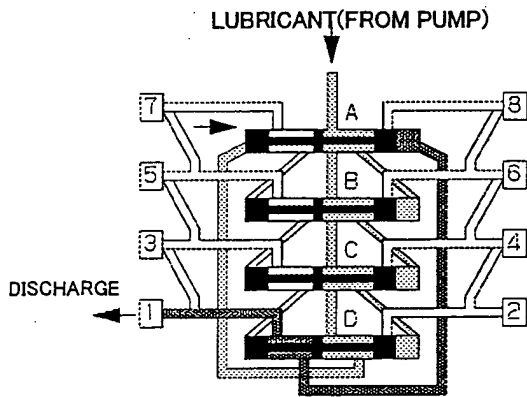 LUBRICANT(FROM PUMP)
7 A 8
5 B 6
3 C 4
DISCHARGE
1 D 2